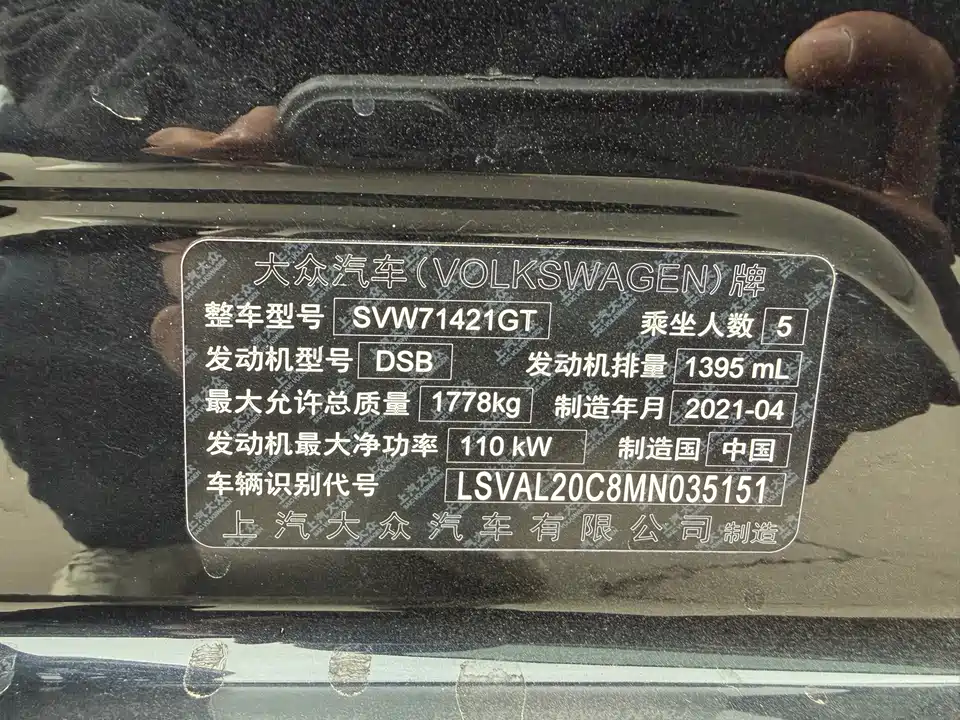 大众汽车(VOLKSWAGEN)牌
整车型号 SVW71421GT 乘坐人数 5
发动机型号 DSB 发动机排量 1395 mL
最大允许总质量 1778kg 制造年月 2021-04
发动机最大净功率 110 kW 制造国 中国
车辆识别代号 LSVAL20C8MN035151
上汽大众汽车有限公司 制造